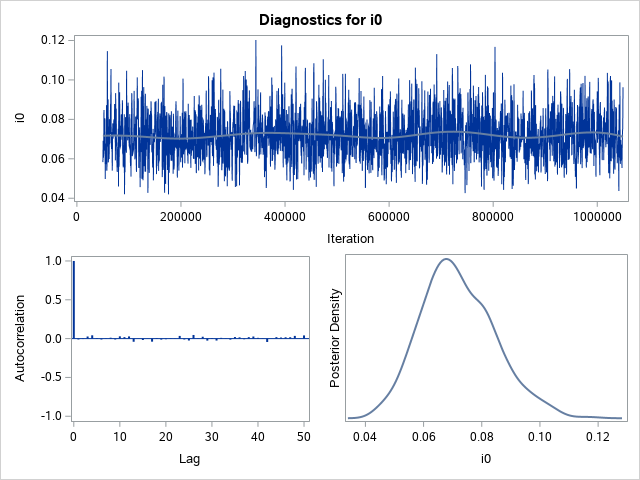 Diagnostics for i0
0.12
0.10
0.08
0.06
0.04
i0
0 200000 400000 600000 800000 1000000
Iteration
1.0
0.5
0.0
-0.5
-1.0
Autocorrelation
0 10 20 30 40 50
Lag
Posterior Density
0.04 0.06 0.08 0.10 0.12
i0